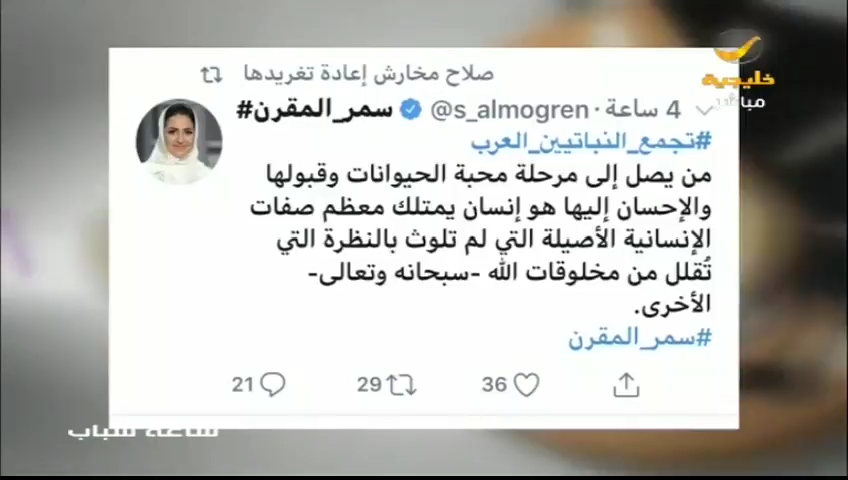 صلاح مخارش إعادة تغريدها
#سمر_المقرن @s_almogren · 4 ساعة
#تجمع_النباتيين_العرب
من يصل إلى مرحلة محبة الحيوانات وقبولها
والإحسان إليها هو إنسان يمتلك معظم صفات
الإنسانية الأصيلة التي لم تلوث بالنظرة التي
تُقلل من مخلوقات الله -سبحانه وتعالى-
الأخرى.
#سمر_المقرن
21 29 36
خليجية
مباشر
ساعة شباب